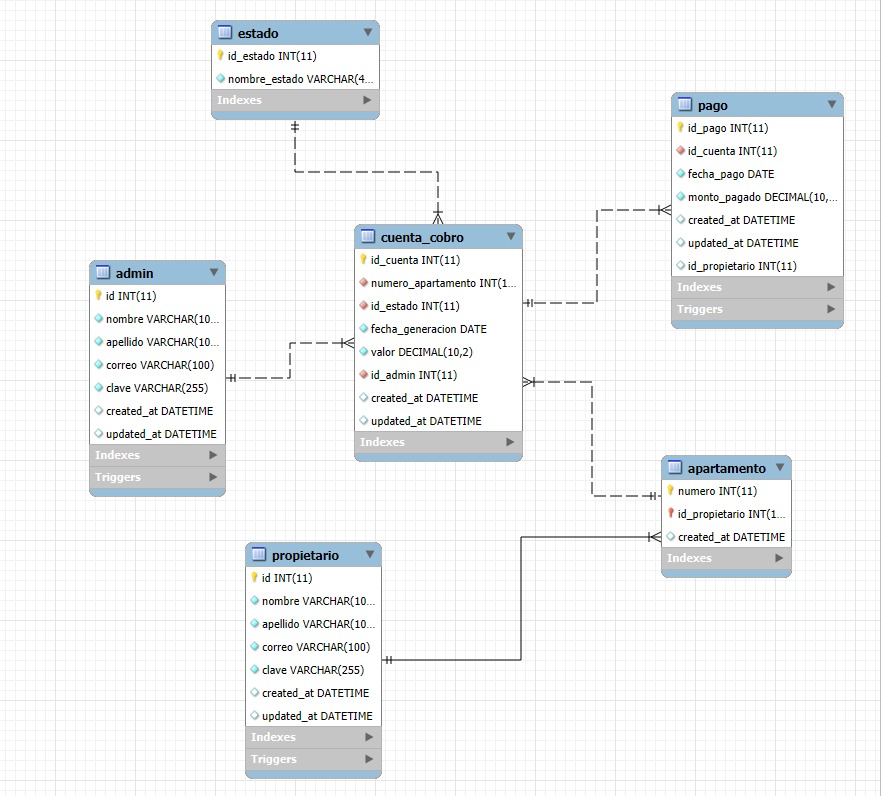 estado
id_estado INT(11)
nombre_estado VARCHAR(4...
Indexes
pago
id_pago INT(11)
id_cuenta INT(11)
fecha_pago DATE
monto_pagado DECIMAL(10,...
created_at DATETIME
updated_at DATETIME
id_propietario INT(11)
Indexes
Triggers
cuenta_cobro
id_cuenta INT(11)
numero_apartamento INT(1...
id_estado INT(11)
fecha_generacion DATE
valor DECIMAL(10,2)
id_admin INT(11)
created_at DATETIME
updated_at DATETIME
Indexes
admin
id INT(11)
nombre VARCHAR(10...
apellido VARCHAR(10...
correo VARCHAR(100)
clave VARCHAR(255)
created_at DATETIME
updated_at DATETIME
Indexes
Triggers
apartamento
numero INT(11)
id_propietario INT(1...
created_at DATETIME
Indexes
propietario
id INT(11)
nombre VARCHAR(10...
apellido VARCHAR(10...
correo VARCHAR(100)
clave VARCHAR(255)
created_at DATETIME
updated_at DATETIME
Indexes
Triggers